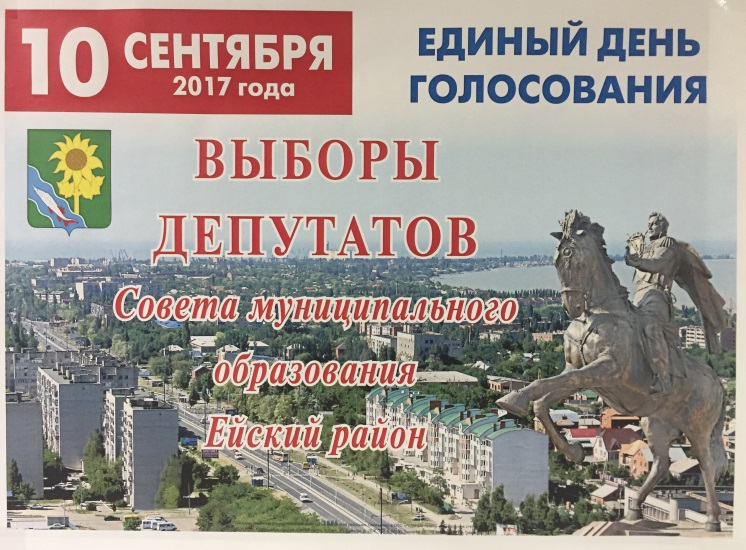 10 СЕНТЯБРЯ
2017 года
ЕДИНЫЙ ДЕНЬ
ГОЛОСОВАНИЯ
ВЫБОРЫ
ДЕПУТАТОВ
Совета муниципального
образования
Ейский район